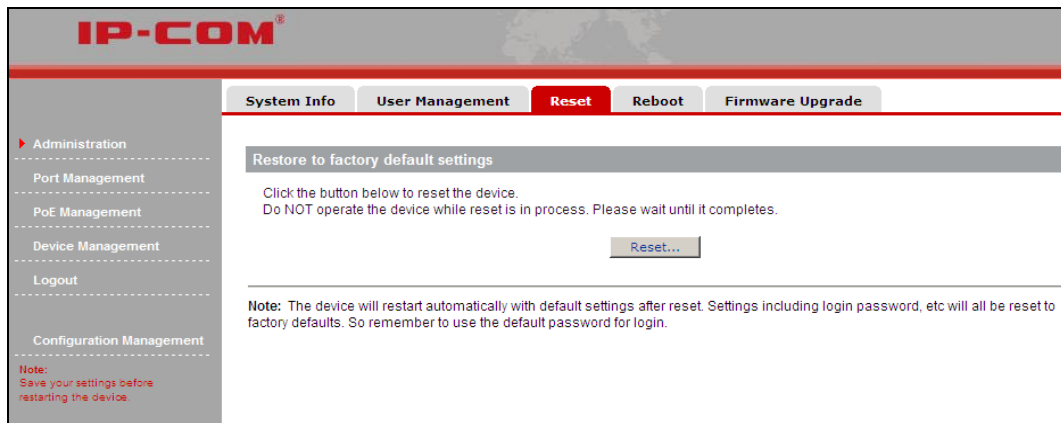 IP-COM®
System Info User Management Reset Reboot Firmware Upgrade
Administration
Port Management
PoE Management
Device Management
Logout
Configuration Management
Note:
Save your settings before
restarting the device.
Restore to factory default settings
Click the button below to reset the device.
Do NOT operate the device while reset is in process. Please wait until it completes.
Reset...
Note: The device will restart automatically with default settings after reset. Settings including login password, etc will all be reset to
factory defaults. So remember to use the default password for login.